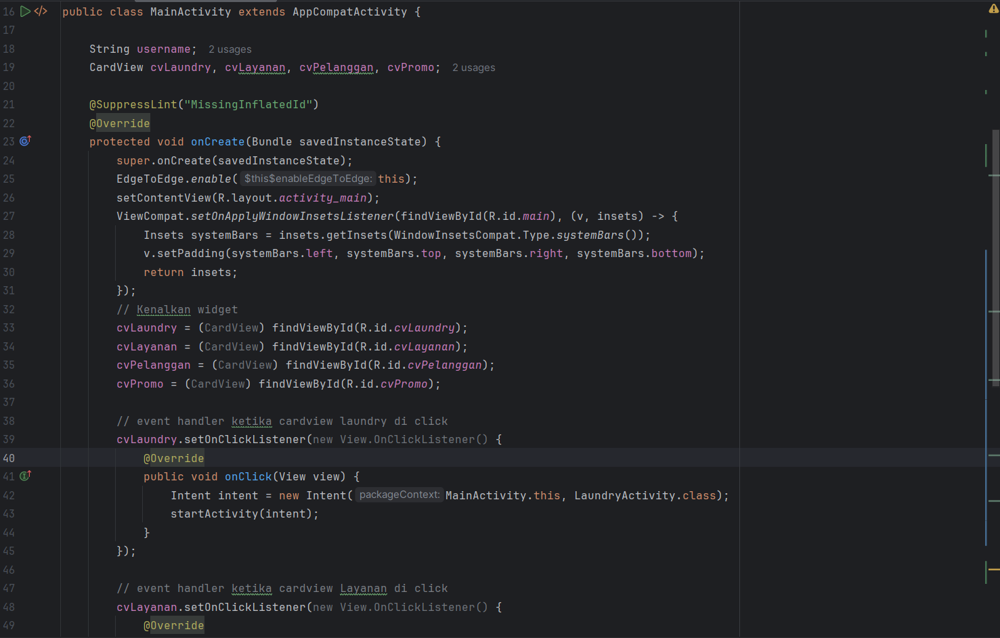 16 public class MainActivity extends AppCompatActivity {
17
18 String username; 2 usages
19 CardView cvLaundry, cvLayanan, cvPelanggan, cvPromo; 2 usages
20
21 @SuppressLint("MissingInflatedId")
22 @Override
23 protected void onCreate(Bundle savedInstanceState) {
24 super.onCreate(savedInstanceState);
25 EdgeToEdge.enable( $this$enableEdgeToEdge: this);
26 setContentView(R.layout.activity_main);
27 ViewCompat.setOnApplyWindowInsetsListener(findViewById(R.id.main), (v, insets) -> {
28 Insets systemBars = insets.getInsets(WindowInsetsCompat.Type.systemBars());
29 v.setPadding(systemBars.left, systemBars.top, systemBars.right, systemBars.bottom);
30 return insets;
31 });
32 // Kenalkan widget
33 cvLaundry = (CardView) findViewById(R.id.cvLaundry);
34 cvLayanan = (CardView) findViewById(R.id.cvLayanan);
35 cvPelanggan = (CardView) findViewById(R.id.cvPelanggan);
36 cvPromo = (CardView) findViewById(R.id.cvPromo);
37
38 // event handler ketika cardview laundry di click
39 cvLaundry.setOnClickListener(new View.OnClickListener() {
40 @Override
41 public void onClick(View view) {
42 Intent intent = new Intent( packageContext: MainActivity.this, LaundryActivity.class);
43 startActivity(intent);
44 }
45 });
46
47 // event handler ketika cardview Layanan di click
48 cvLayanan.setOnClickListener(new View.OnClickListener() {
49 @Override